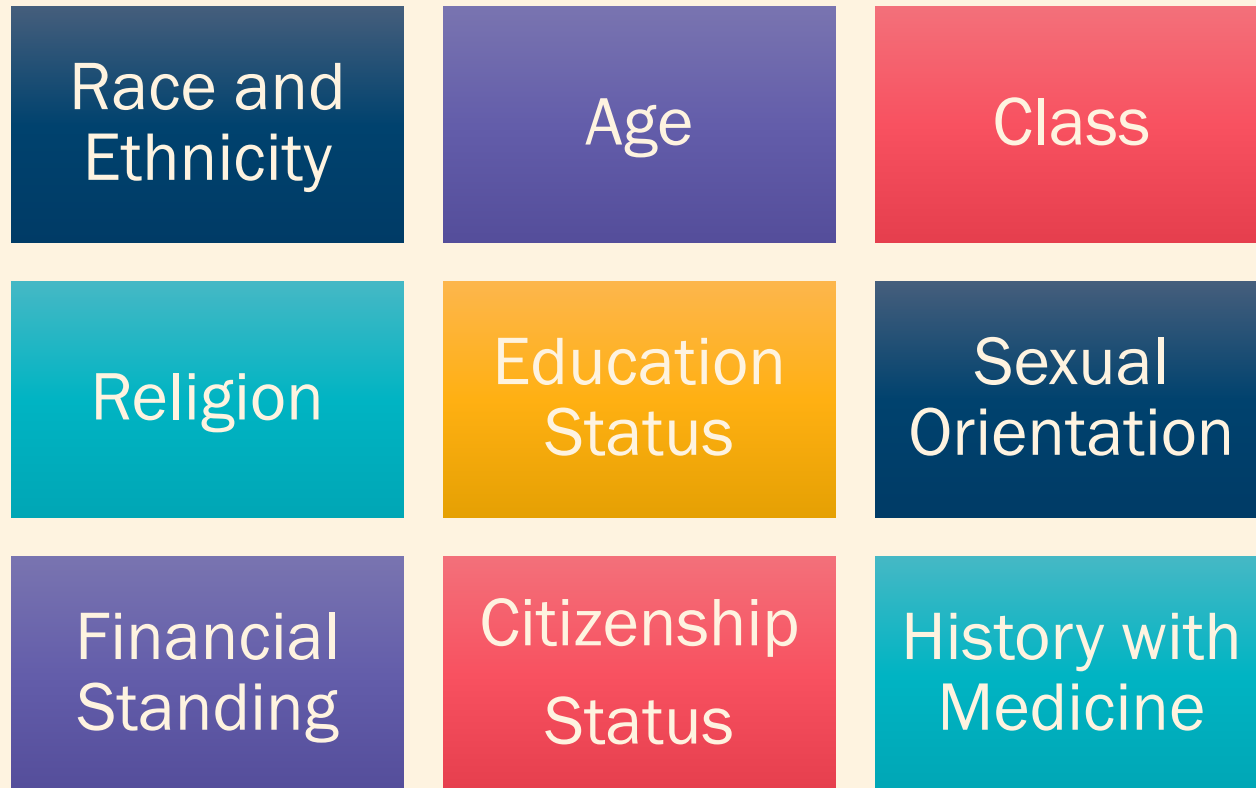 Race and
Ethnicity
Age
Class
Religion
Education
Status
Sexual
Orientation
Financial
Standing
Citizenship
Status
History with
Medicine